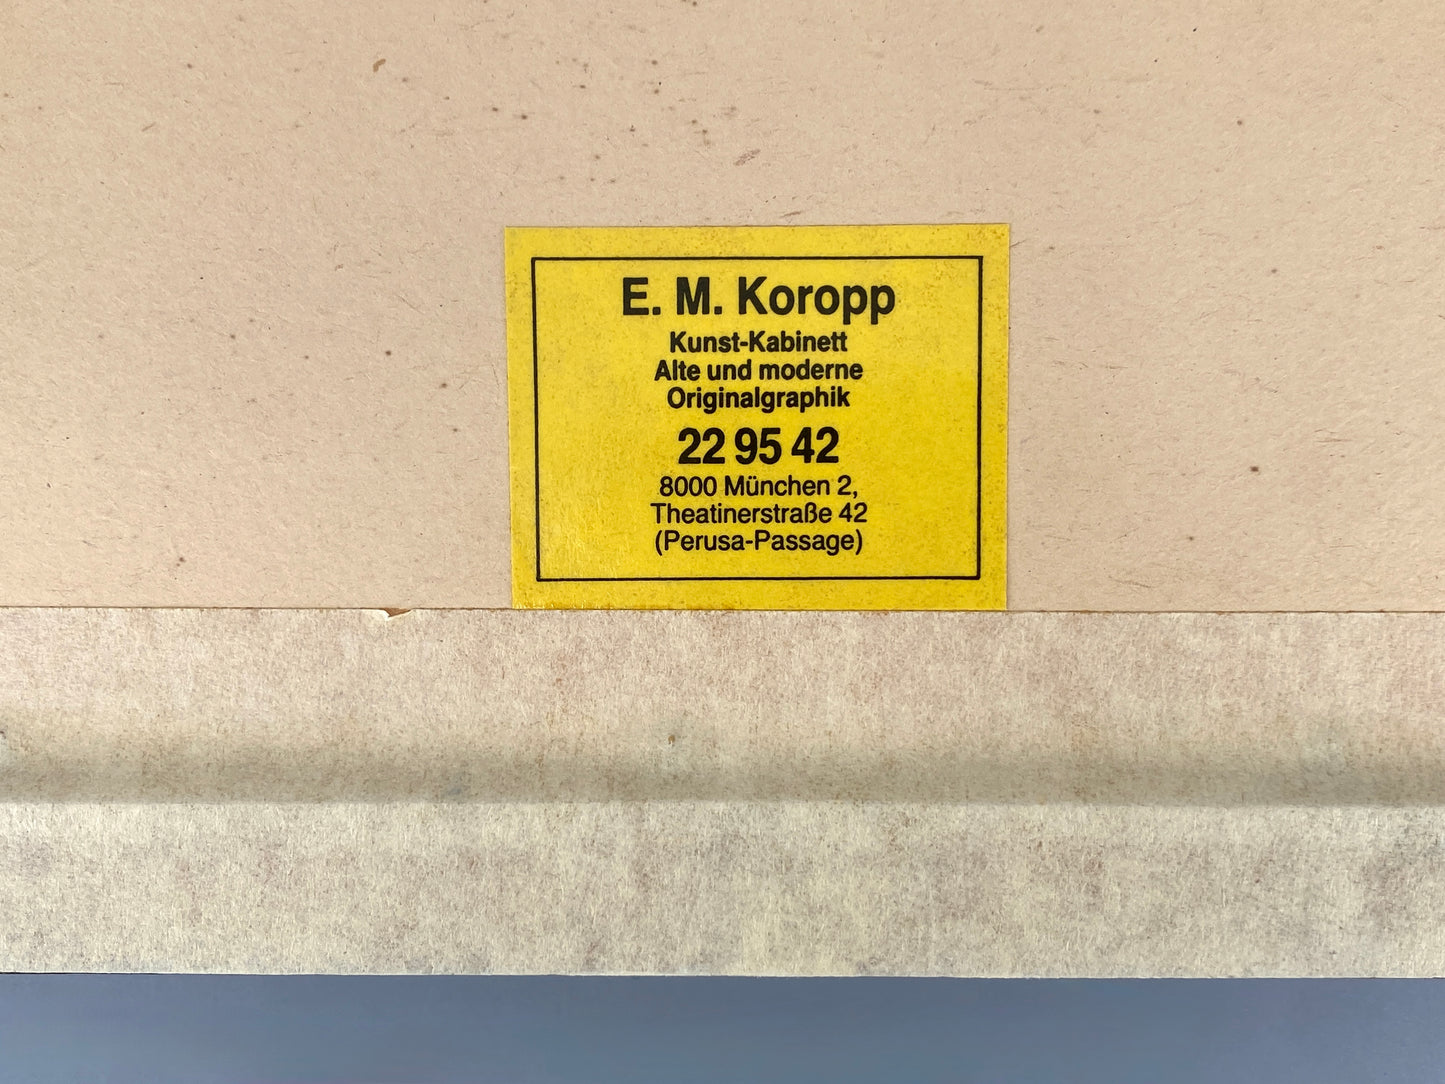 E. M. Koropp
Kunst-Kabinett
Alte und moderne
Originalgraphik
22 95 42
8000 München 2,
Theatinerstraße 42
(Perusa-Passage)